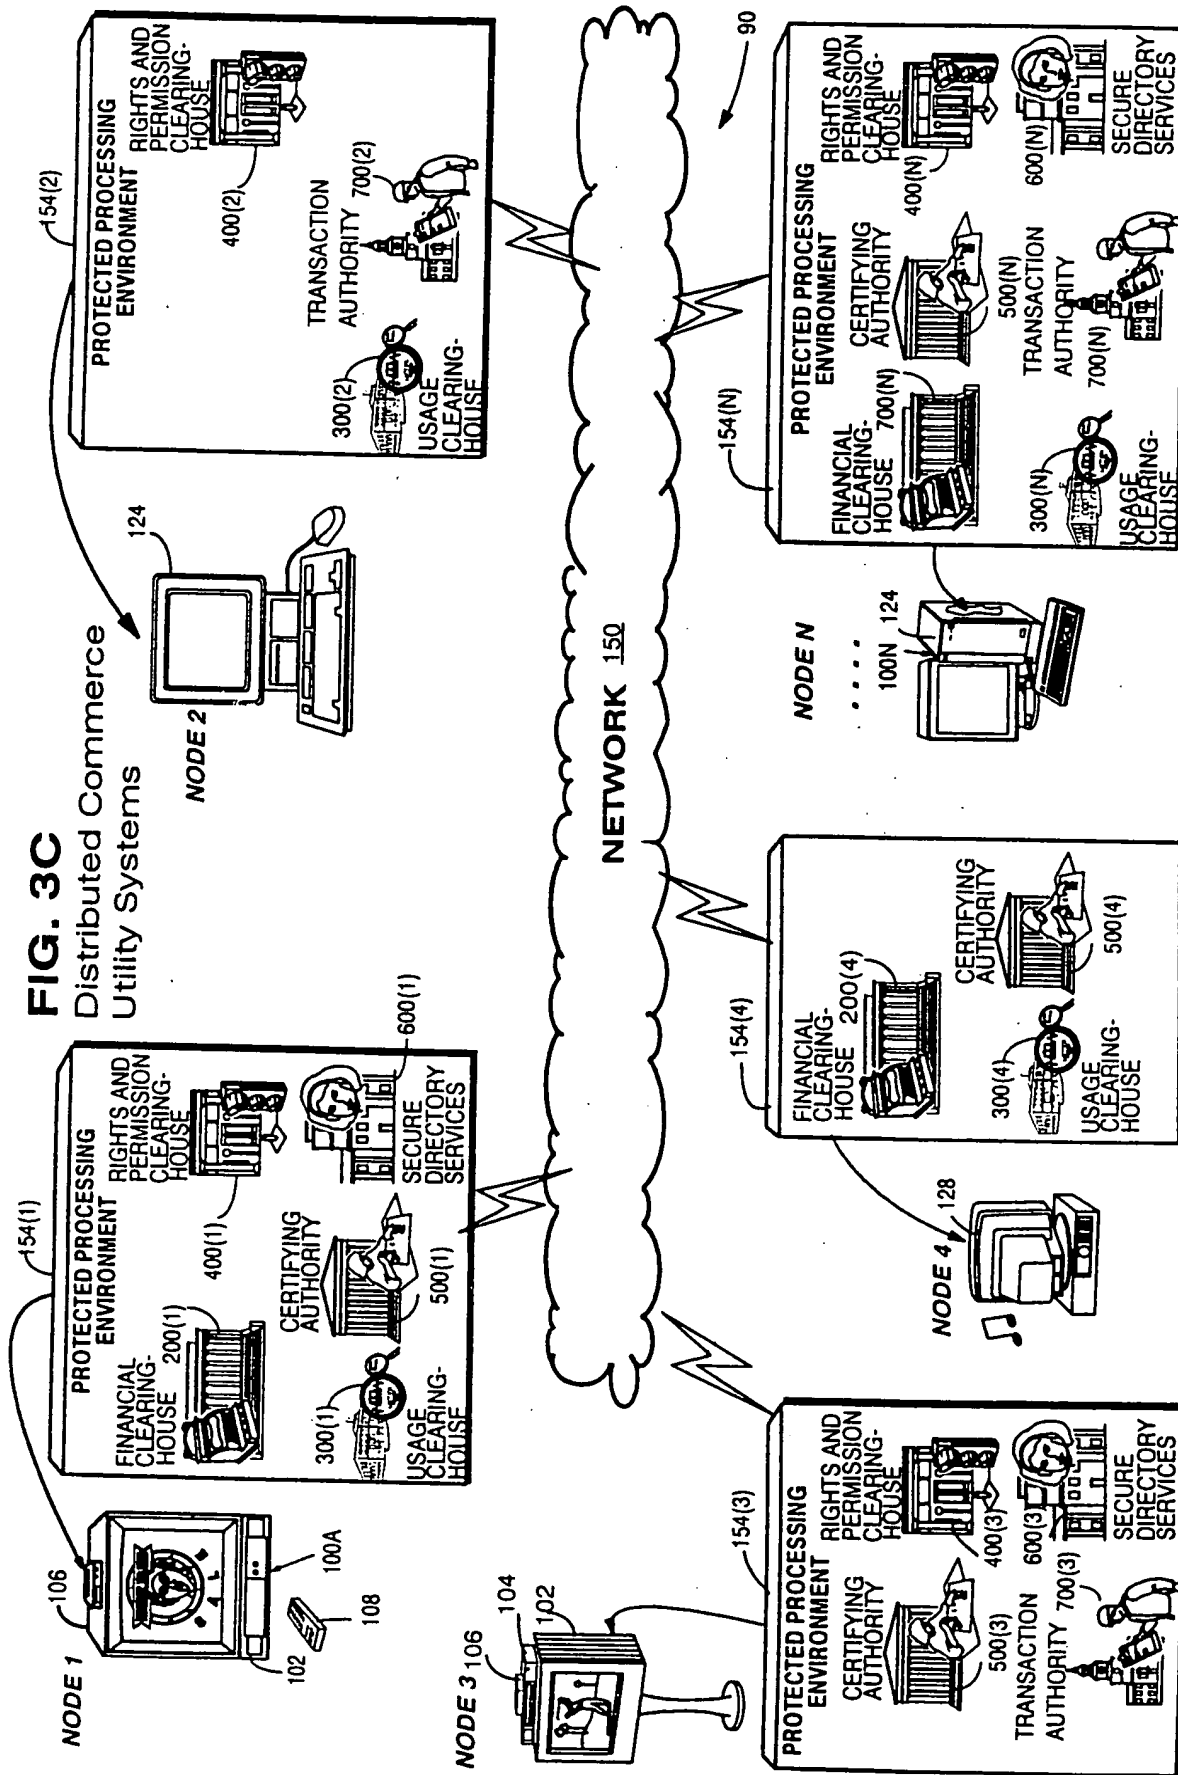 FIG. 3C
Distributed Commerce
Utility Systems
NODE 1
106
102
100A
108
154(1)
PROTECTED PROCESSING
ENVIRONMENT
FINANCIAL
CLEARING-
HOUSE 200(1)
RIGHTS AND
PERMISSION
CLEARING-
HOUSE
400(1)
CERTIFYING
AUTHORITY
500(1)
300(1)
USAGE
CLEARING-
HOUSE
600(1)
SECURE
DIRECTORY
SERVICES
NODE 2
124
154(2)
PROTECTED PROCESSING
ENVIRONMENT
RIGHTS AND
PERMISSION
CLEARING-
HOUSE
400(2)
TRANSACTION
AUTHORITY
700(2)
300(2)
USAGE
CLEARING-
HOUSE
NETWORK 150
90
NODE 3
106
104
102
154(3)
PROTECTED PROCESSING
ENVIRONMENT
CERTIFYING
AUTHORITY
500(3)
RIGHTS AND
PERMISSION
CLEARING-
HOUSE
400(3)
TRANSACTION
AUTHORITY 700(3)
600(3)
SECURE
DIRECTORY
SERVICES
NODE 4
128
154(4)
FINANCIAL
CLEARING-
HOUSE 200(4)
CERTIFYING
AUTHORITY
500(4)
300(4)
USAGE
CLEARING-
HOUSE
NODE N
. . . . .
100N
124
154(N)
PROTECTED PROCESSING
ENVIRONMENT
FINANCIAL
CLEARING-
HOUSE 700(N)
CERTIFYING
AUTHORITY
500(N)
RIGHTS AND
PERMISSION
CLEARING-
HOUSE
400(N)
300(N)
USAGE
CLEARING-
HOUSE
TRANSACTION
AUTHORITY
700(N)
600(N)
SECURE
DIRECTORY
SERVICES